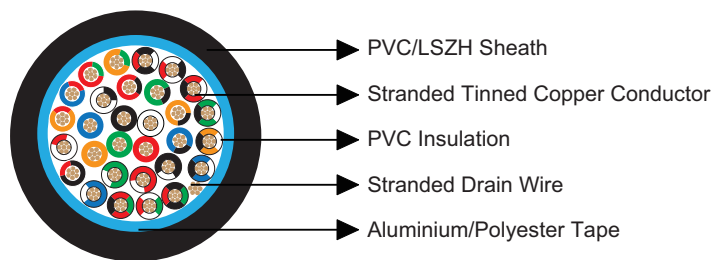 PVC/LSZH Sheath
Stranded Tinned Copper Conductor
PVC Insulation
Stranded Drain Wire
Aluminium/Polyester Tape